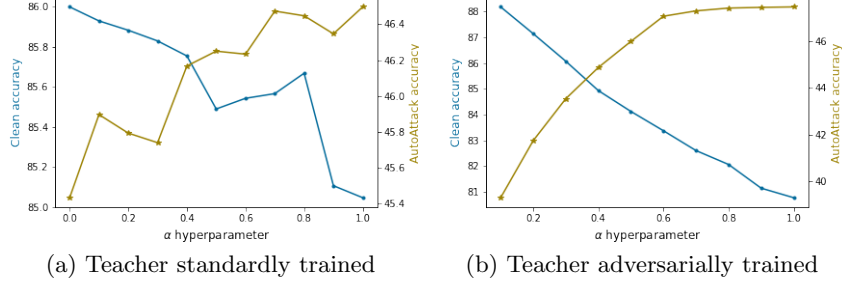 86.0
85.8
85.6
85.4
85.2
85.0
Clean accuracy
46.4
46.2
46.0
45.8
45.6
45.4
AutoAttack accuracy
0.0 0.2 0.4 0.6 0.8 1.0
α hyperparameter
(a) Teacher standardly trained
88
87
86
85
84
83
82
81
Clean accuracy
46
44
42
40
AutoAttack accuracy
0.2 0.4 0.6 0.8 1.0
α hyperparameter
(b) Teacher adversarially trained